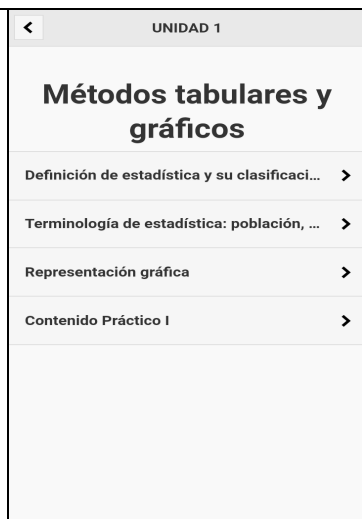 UNIDAD 1
Métodos tabulares y
gráficos
Definición de estadística y su clasificaci...
Terminología de estadística: población, ...
Representación gráfica
Contenido Práctico I